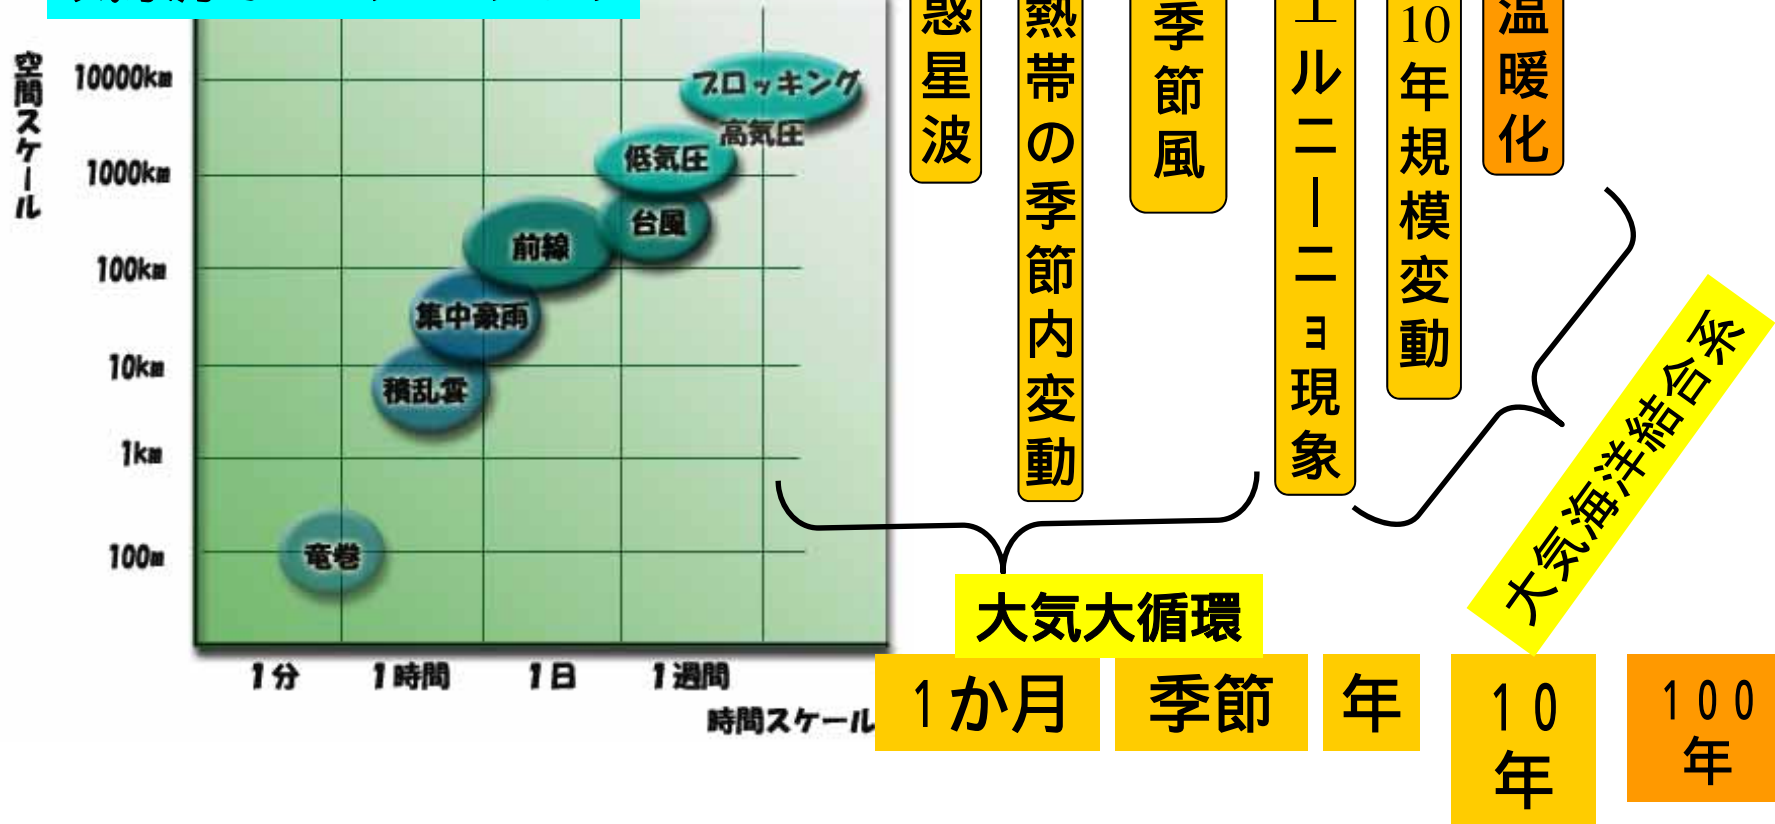 空間スケール
10000km
1000km
100km
10km
1km
100m
ブロッキング
高気圧
低気圧
台風
前線
集中豪雨
積乱雲
竜巻
1分
1時間
1日
1週間
時間スケール
惑星波
熱帯の季節内変動
季節風
エルニーニョ現象
10年規模変動
温暖化
大気大循環
大気海洋結合系
1か月
季節
年
10
年
100
年